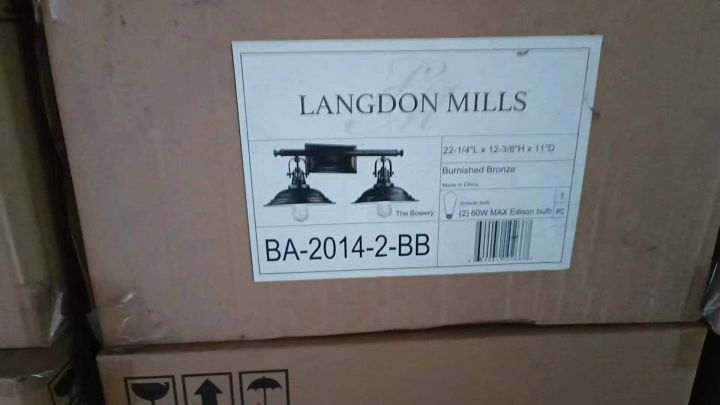 LANGDON MILLS
22-1/4"L x 12-3/8"H x 11"D
Burnished Bronze
Made in China
Include bulb
(2) 60W MAX Edison bulb
1
PC
The Bowery
BA-2014-2-BB